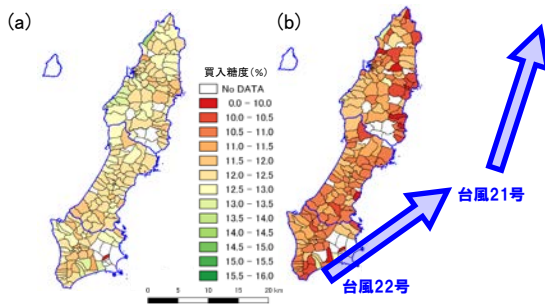 (a)
(b)
買入糖度(%)
No DATA
0.0 - 10.0
10.0 - 10.5
10.5 - 11.0
11.0 - 11.5
11.5 - 12.0
12.0 - 12.5
12.5 - 13.0
13.0 - 13.5
13.5 - 14.0
14.0 - 14.5
14.5 - 15.0
15.0 - 15.5
15.5 - 16.0
0 5 10 20 km
台風21号
台風22号